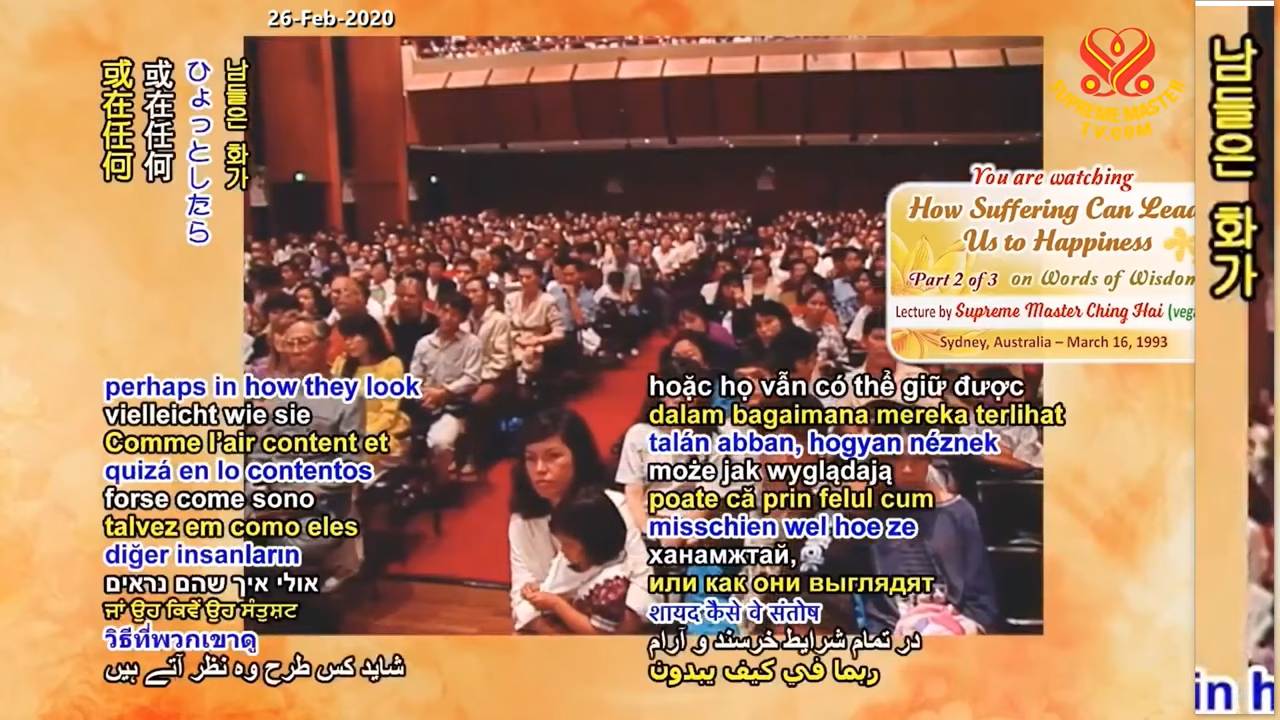 26-Feb-2020
或在任何
或在任何
ひょっとしたら
남들은 화가
SUPREME MASTER
TV.COM
You are watching
How Suffering Can Lead
Us to Happiness
Part 2 of 3 on Words of Wisdom
Lecture by Supreme Master Ching Hai (veg
Sydney, Australia – March 16, 1993
perhaps in how they look
vielleicht wie sie
Comme l'air content et
quizá en lo contentos
forse come sono
talvez em como eles
diğer insanların
אולי איך שהם נראים
ਜਾਂ ਉਹ ਕਿਵੇਂ ਉਹ ਸੰਤੁਸ਼ਟ
วิธีที่พวกเขาดู
شاید کس طرح وہ نظر آتے ہیں
hoặc họ vẫn có thể giữ được
dalam bagaimana mereka terlihat
talán abban, hogyan néznek
może jak wyglądają
poate că prin felul cum
misschien wel hoe ze
ханамжтай,
или как они выглядят
शायद कैसे वे संतोष
در تمام شرایط خرسند و آرام
ربما في كيف يبدون
남들은 화가
in h